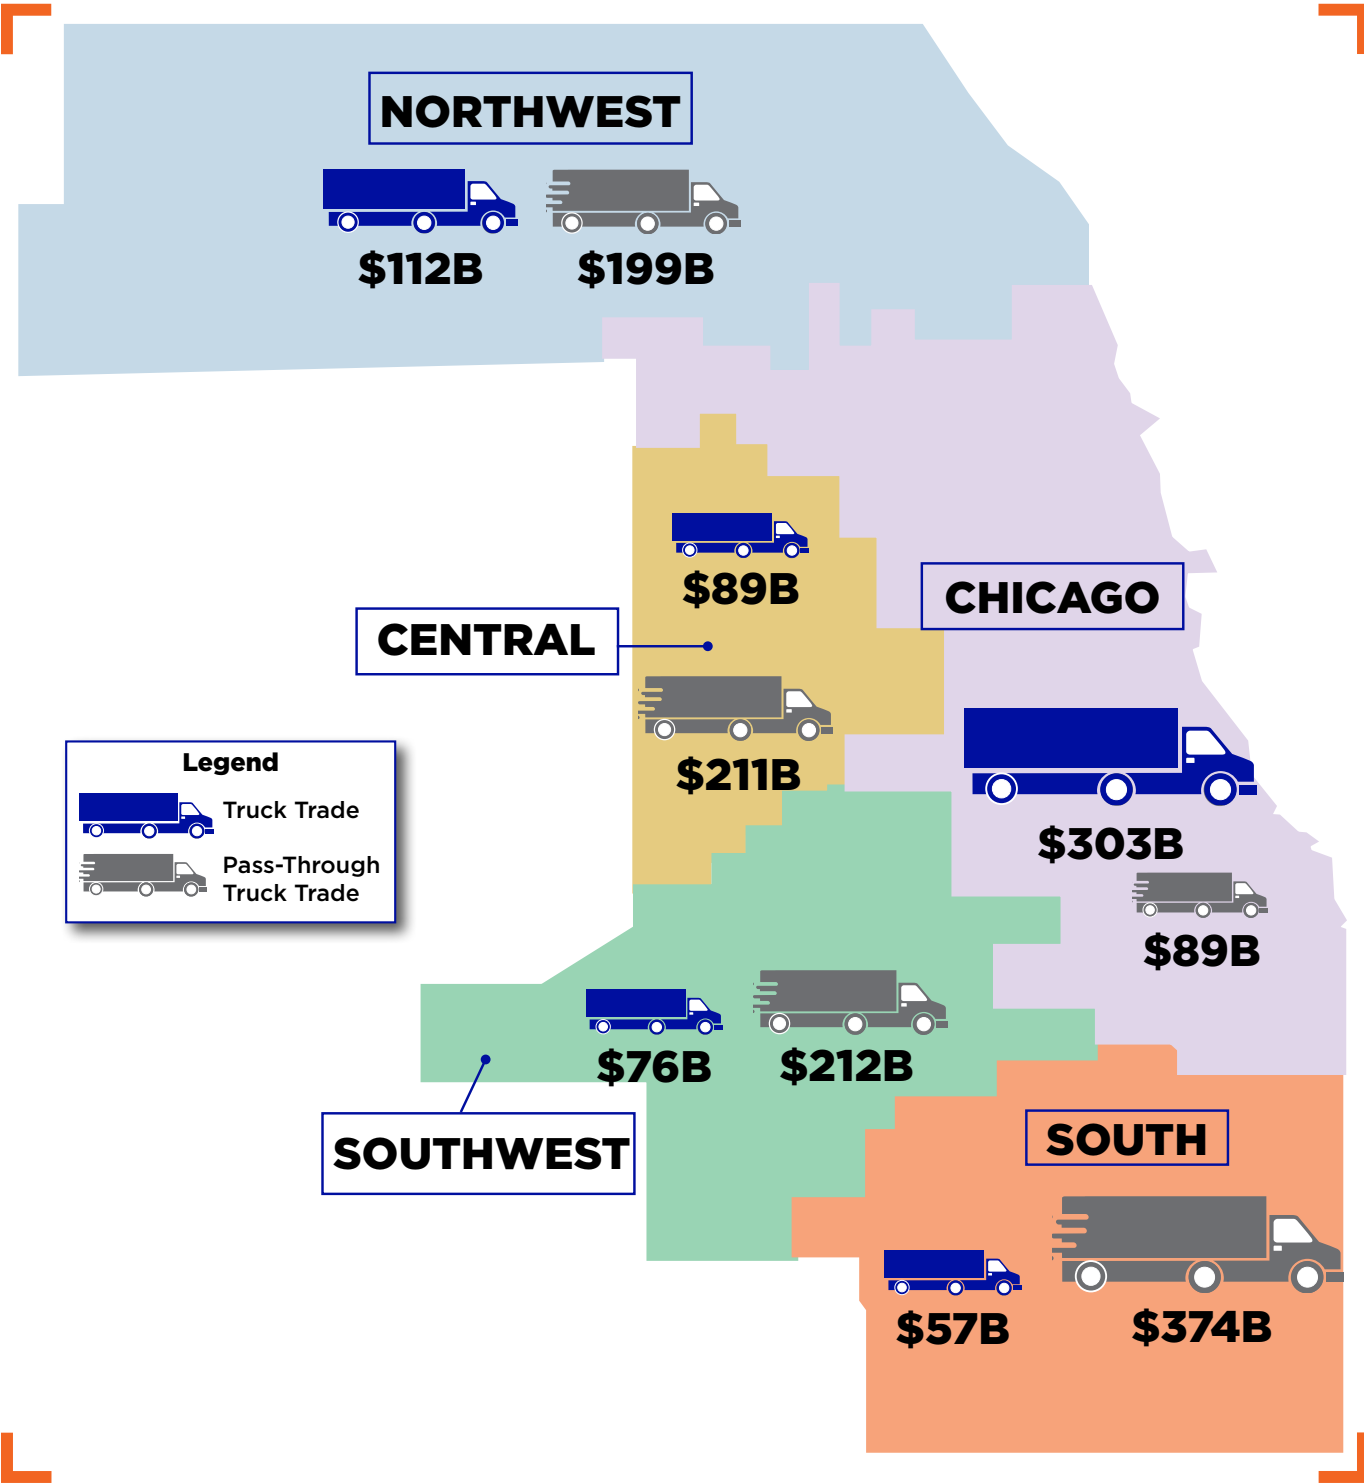 NORTHWEST
$112B $199B
$89B
CHICAGO
CENTRAL
$211B
Legend
Truck Trade
Pass-Through
Truck Trade
$303B
$89B
$76B $212B
SOUTHWEST
SOUTH
$57B $374B